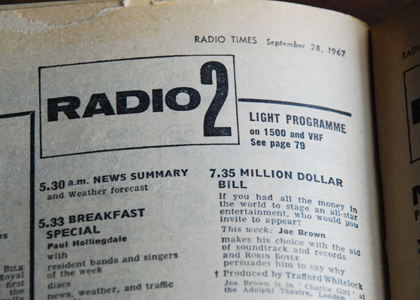 RADIO TIMES September 28, 1967
RADIO 2
LIGHT PROGRAMME
on 1500 and VHF
See page 79
5.30 a.m. NEWS SUMMARY
and Weather forecast
5.33 BREAKFAST
SPECIAL
Paul Hollingdale
with
resident bands and singers
of the week
discs
news, weather, and traffic
7.35 MILLION DOLLAR
BILL
If you had all the money in
the world to stage an all-star
entertainment, who would you
invite to appear?
This week: Joe Brown
makes his choice with the aid
of soundtrack and records
and ROBIN BOYLE
persuades him to say why
† Produced by Trafford Whitelock
Joe Brown is in 'Charlie Girl' at
the Adelphi Theatre, London
BILK
Royal
first
the